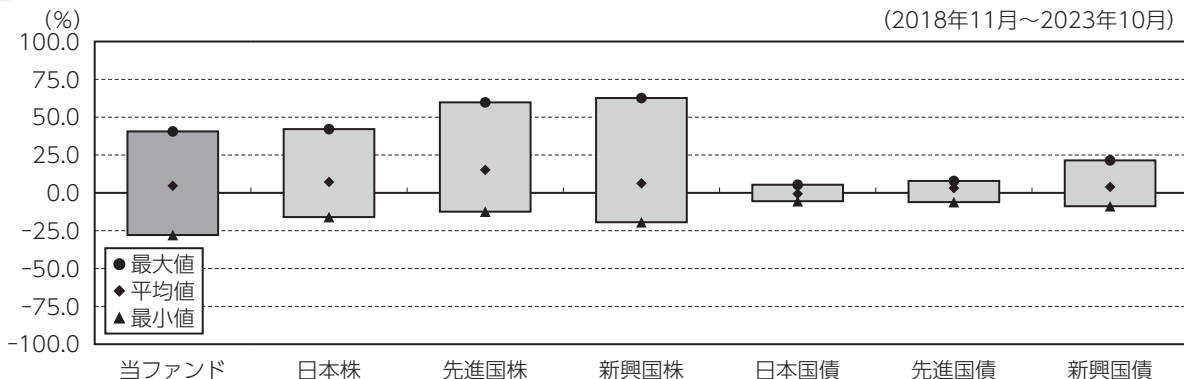 (%)
(2018年11月～2023年10月)
100.0
75.0
50.0
25.0
0.0
-25.0
-50.0
-75.0
-100.0
● 最大値
◆ 平均値
▲ 最小値
当ファンド 日本株 先進国株 新興国株 日本国債 先進国債 新興国債